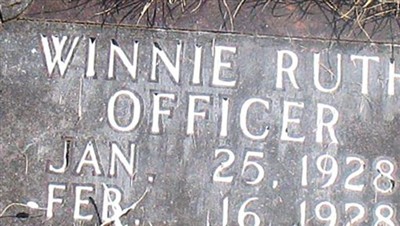 WINNIE RUTH
OFFICER
JAN. 25, 1928
FEB. 16, 1928